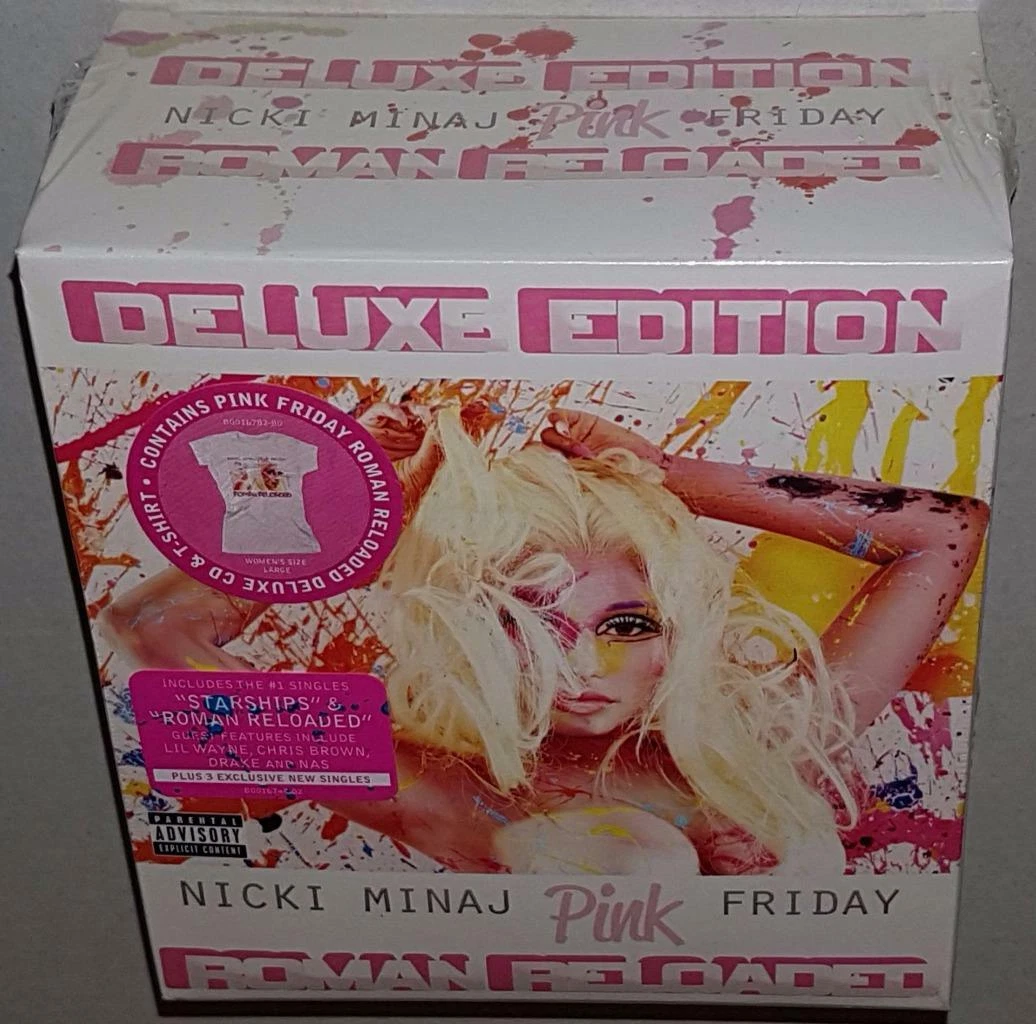 DELUXE EDITION
NICKI MINAJ Pink FRIDAY
ROMAN RELOADED
DELUXE EDITION
• CONTAINS PINK FRIDAY ROMAN RELOADED DELUXE CD & T-SHIRT
ROMAN RELOADED
WOMEN'S SIZE
LARGE
INCLUDES THE #1 SINGLES
"STARSHIPS" &
"ROMAN RELOADED"
GUEST FEATURES INCLUDE
LIL WAYNE, CHRIS BROWN,
DRAKE AND NAS
PLUS 3 EXCLUSIVE NEW SINGLES
PARENTAL
ADVISORY
EXPLICIT CONTENT
NICKI MINAJ Pink FRIDAY
ROMAN RELOADED